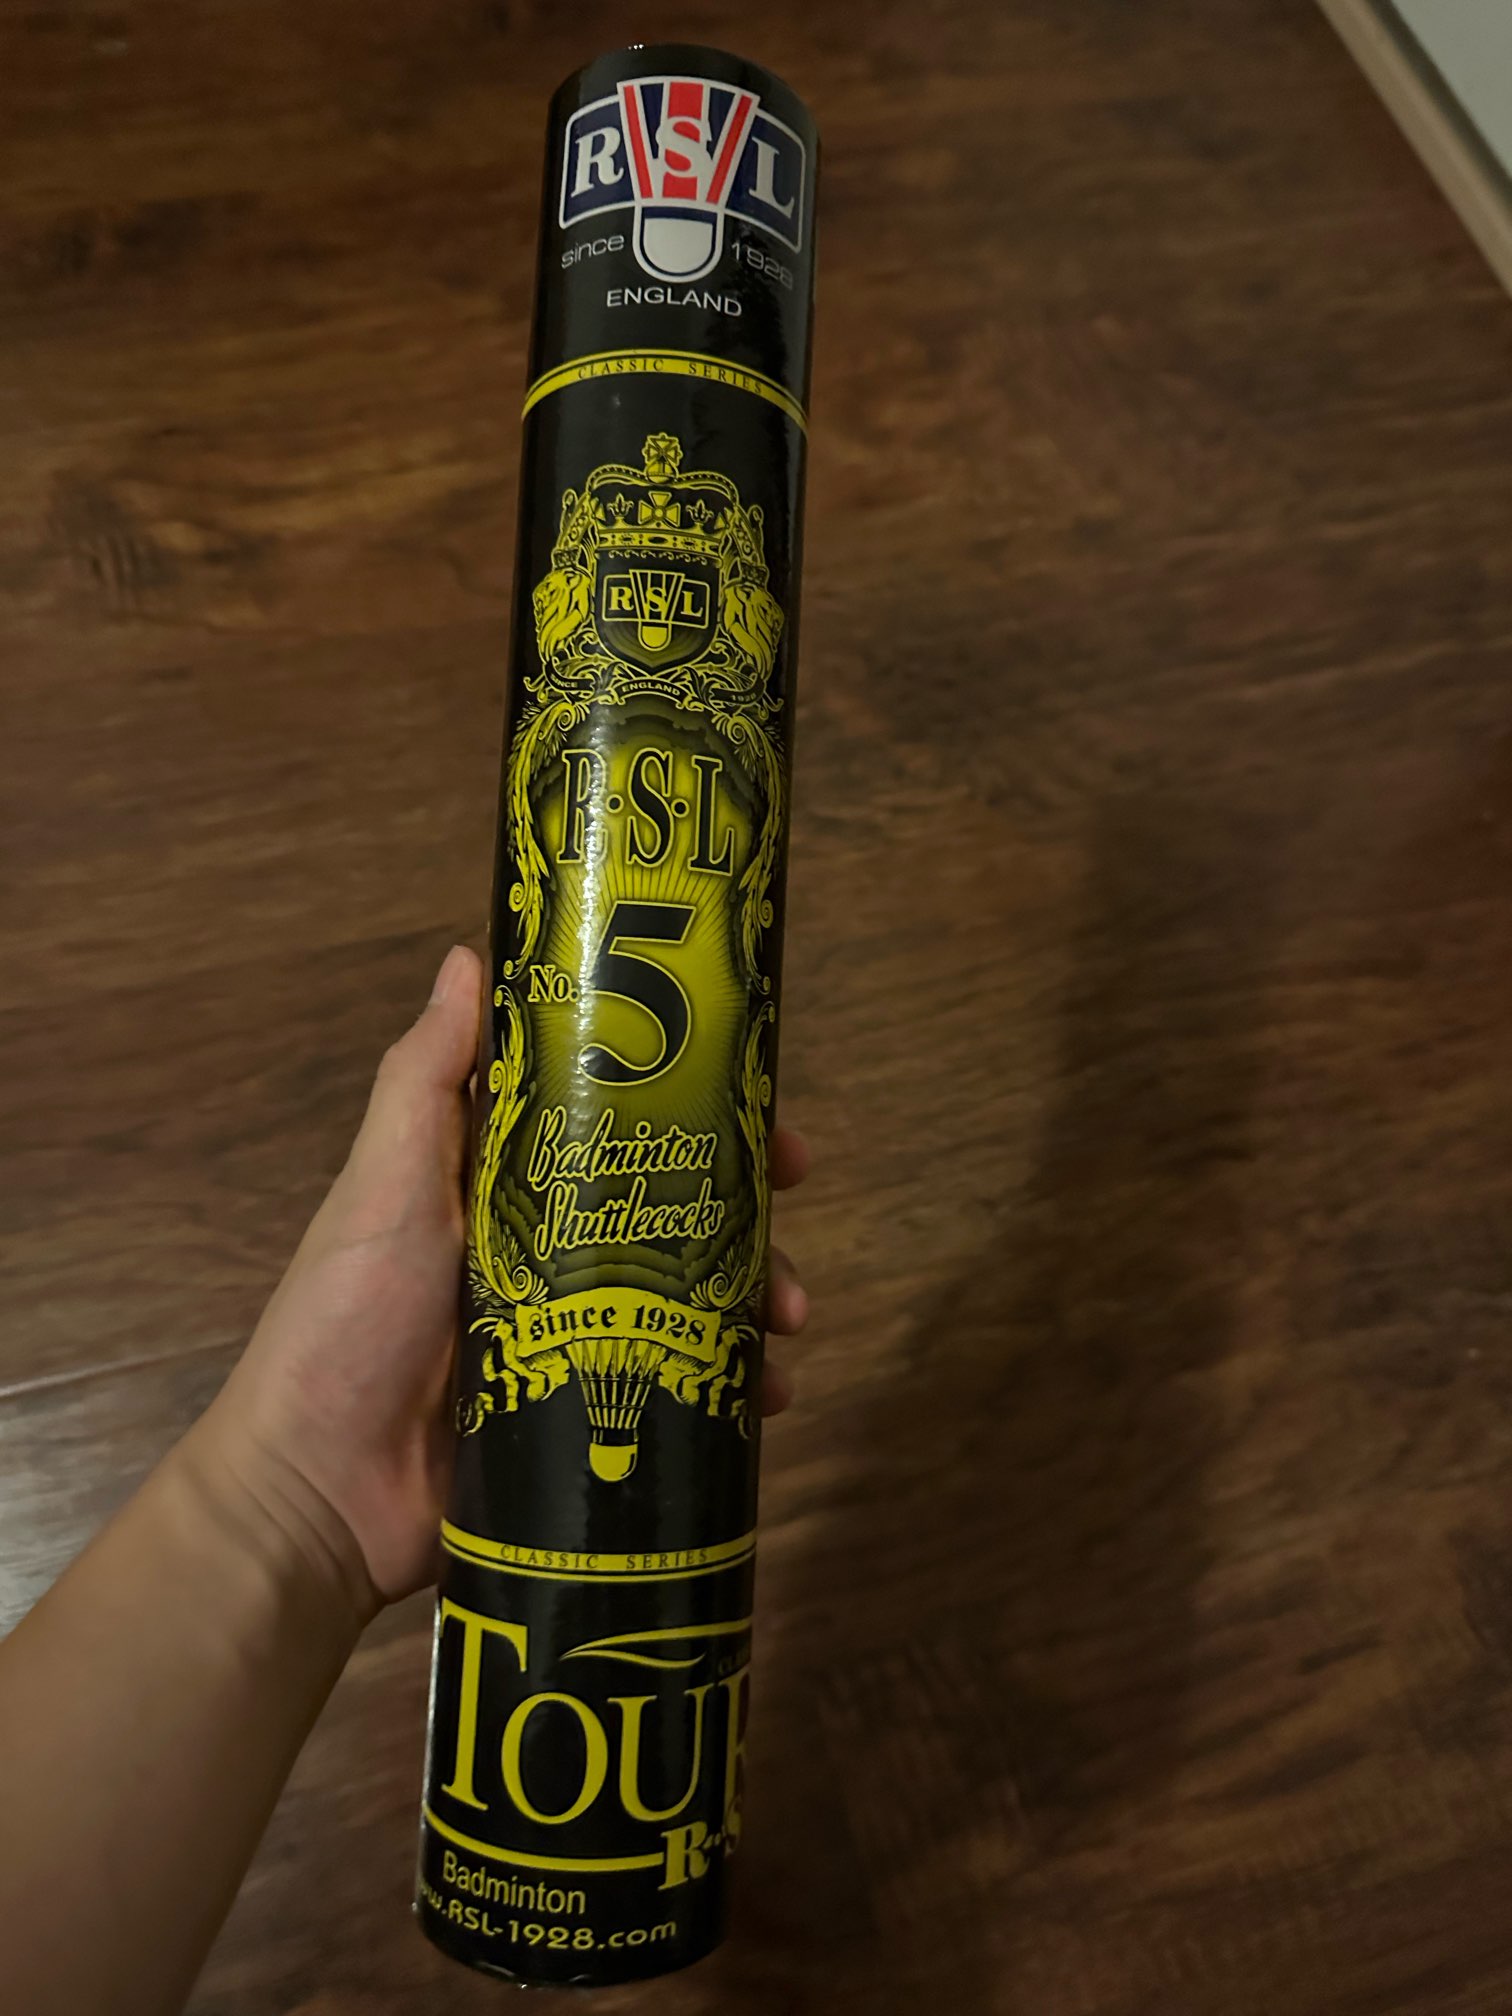 RSL
since 1928
ENGLAND
CLASSIC SERIES
RSL
SINCE ENGLAND 1928
R·S·L
No. 5
Badminton
Shuttlecocks
since 1928
CLASSIC SERIES
TOUR
Badminton
.RSL-1928.com